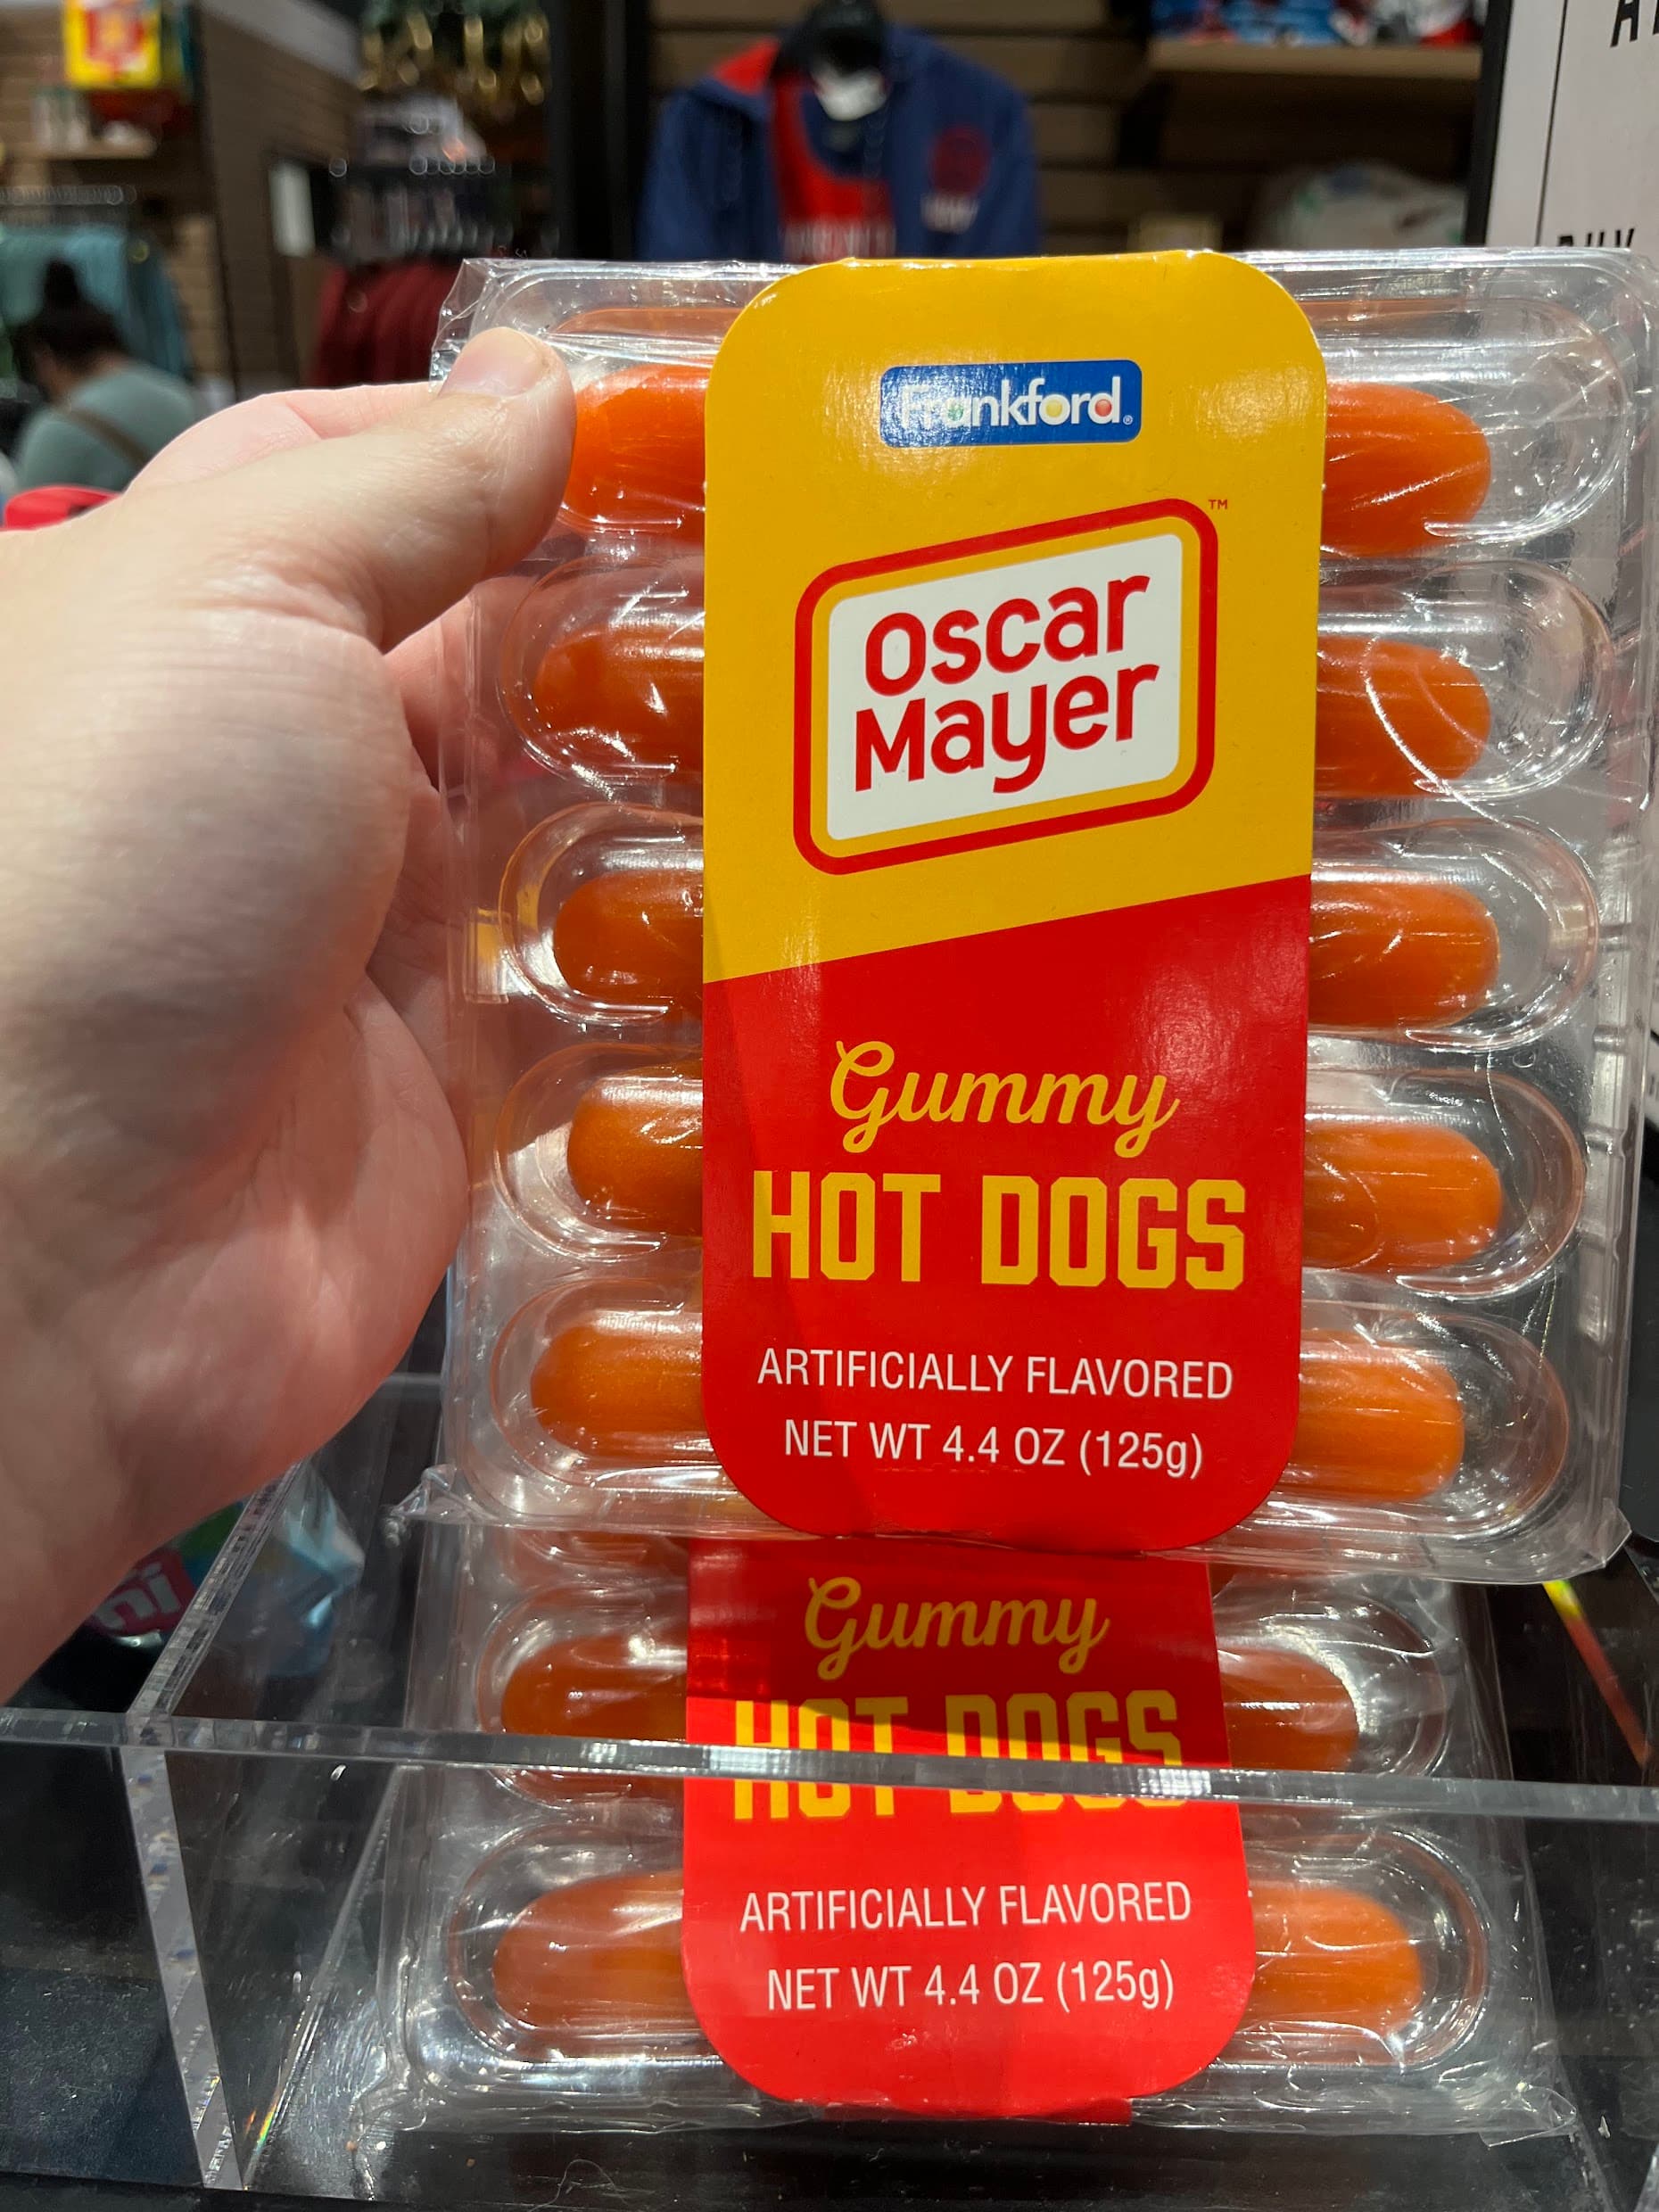 Frankford®
Oscar
Mayer
™
Gummy
HOT DOGS
ARTIFICIALLY FLAVORED
NET WT 4.4 OZ (125g)
Gummy
HOT DOGS
ARTIFICIALLY FLAVORED
NET WT 4.4 OZ (125g)